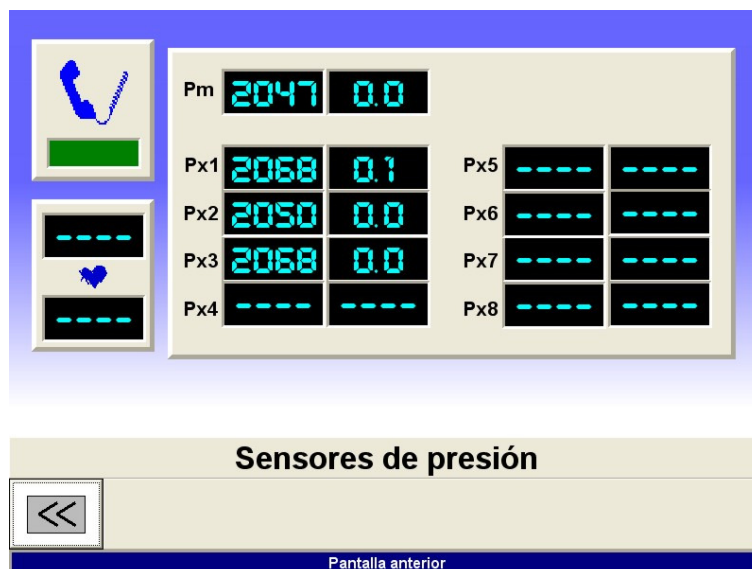 Pm 2047 0.0
Px1 2068 0.1 Px5 ---- ----
Px2 2050 0.0 Px6 ---- ----
---- Px3 2068 0.0 Px7 ---- ----
---- Px4 ---- ---- Px8 ---- ----
Sensores de presión
<<
Pantalla anterior